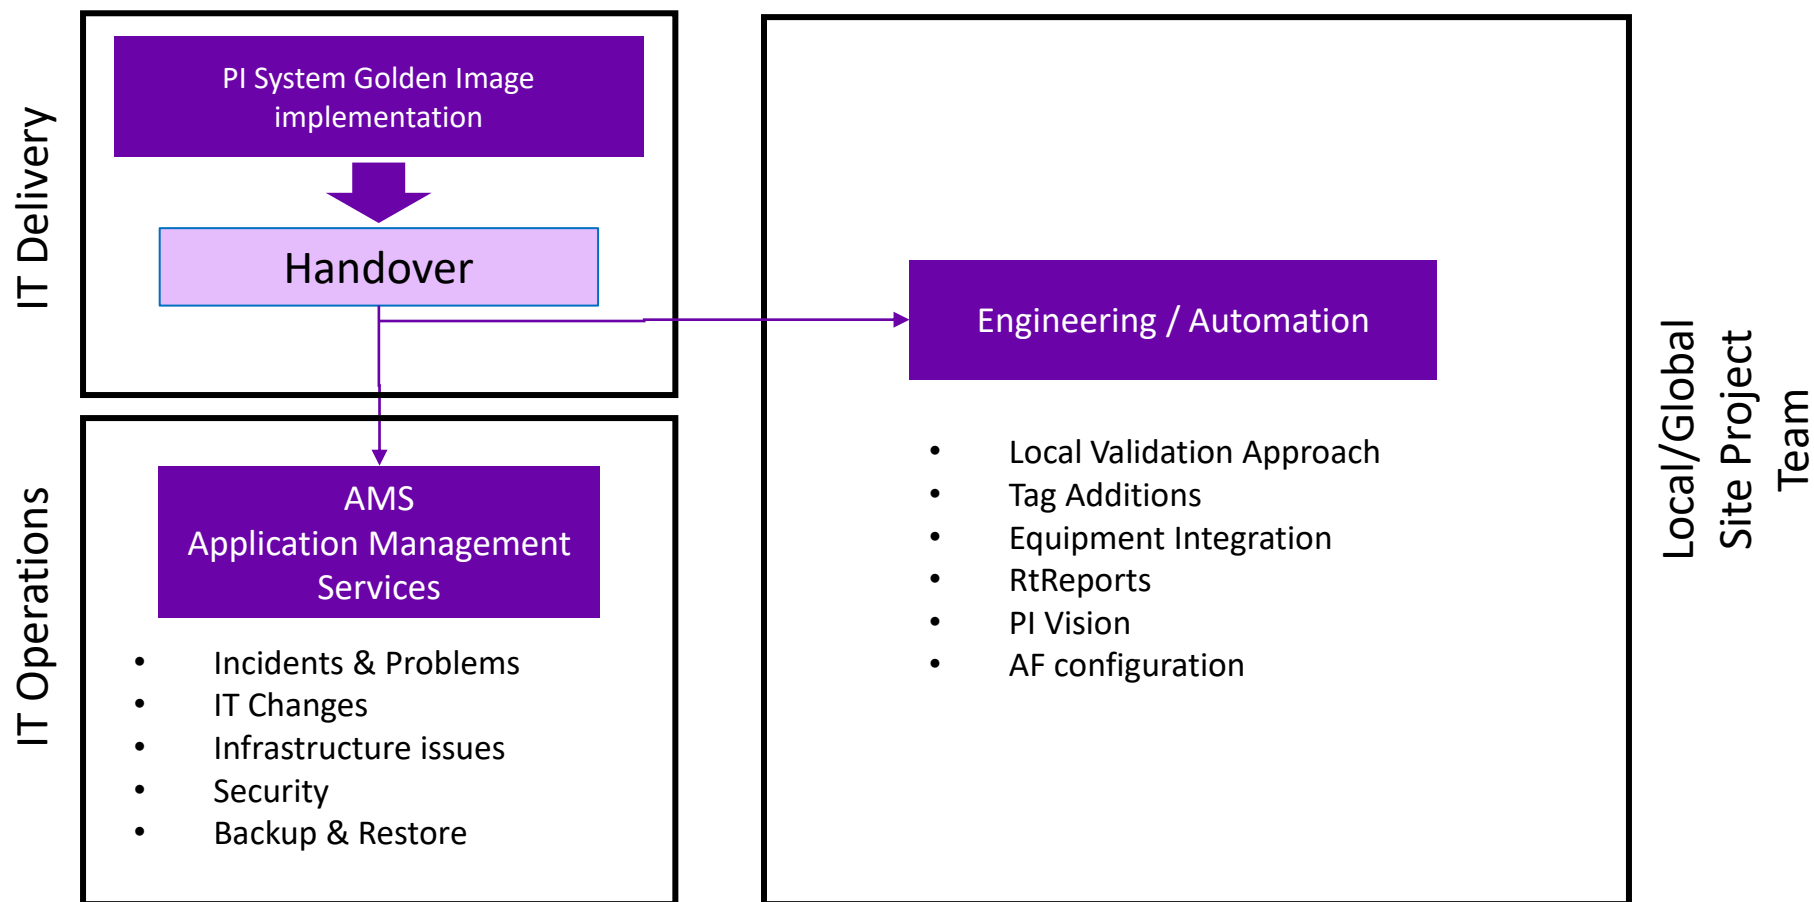 IT Delivery
PI System Golden Image
implementation
Handover
IT Operations
AMS
Application Management
Services
• Incidents & Problems
• IT Changes
• Infrastructure issues
• Security
• Backup & Restore
Engineering / Automation
• Local Validation Approach
• Tag Additions
• Equipment Integration
• RtReports
• PI Vision
• AF configuration
Local/Global
Site Project
Team